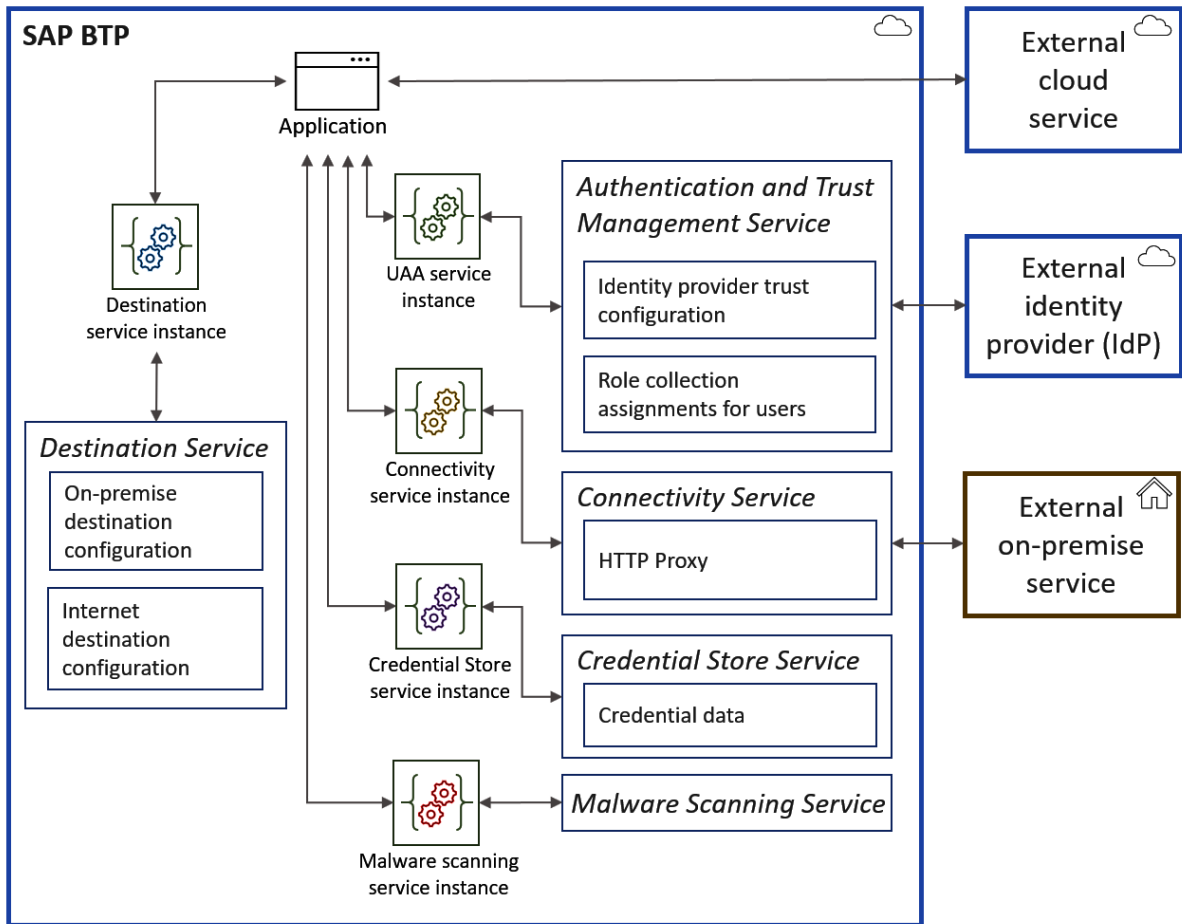 SAP BTP
Application
External
cloud
service
UAA service
instance
Authentication and Trust
Management Service
Identity provider trust
configuration
Role collection
assignments for users
External
identity
provider (IdP)
Destination
service instance
Destination Service
On-premise
destination
configuration
Internet
destination
configuration
Connectivity
service instance
Connectivity Service
HTTP Proxy
External
on-premise
service
Credential Store
service instance
Credential Store Service
Credential data
Malware scanning
service instance
Malware Scanning Service